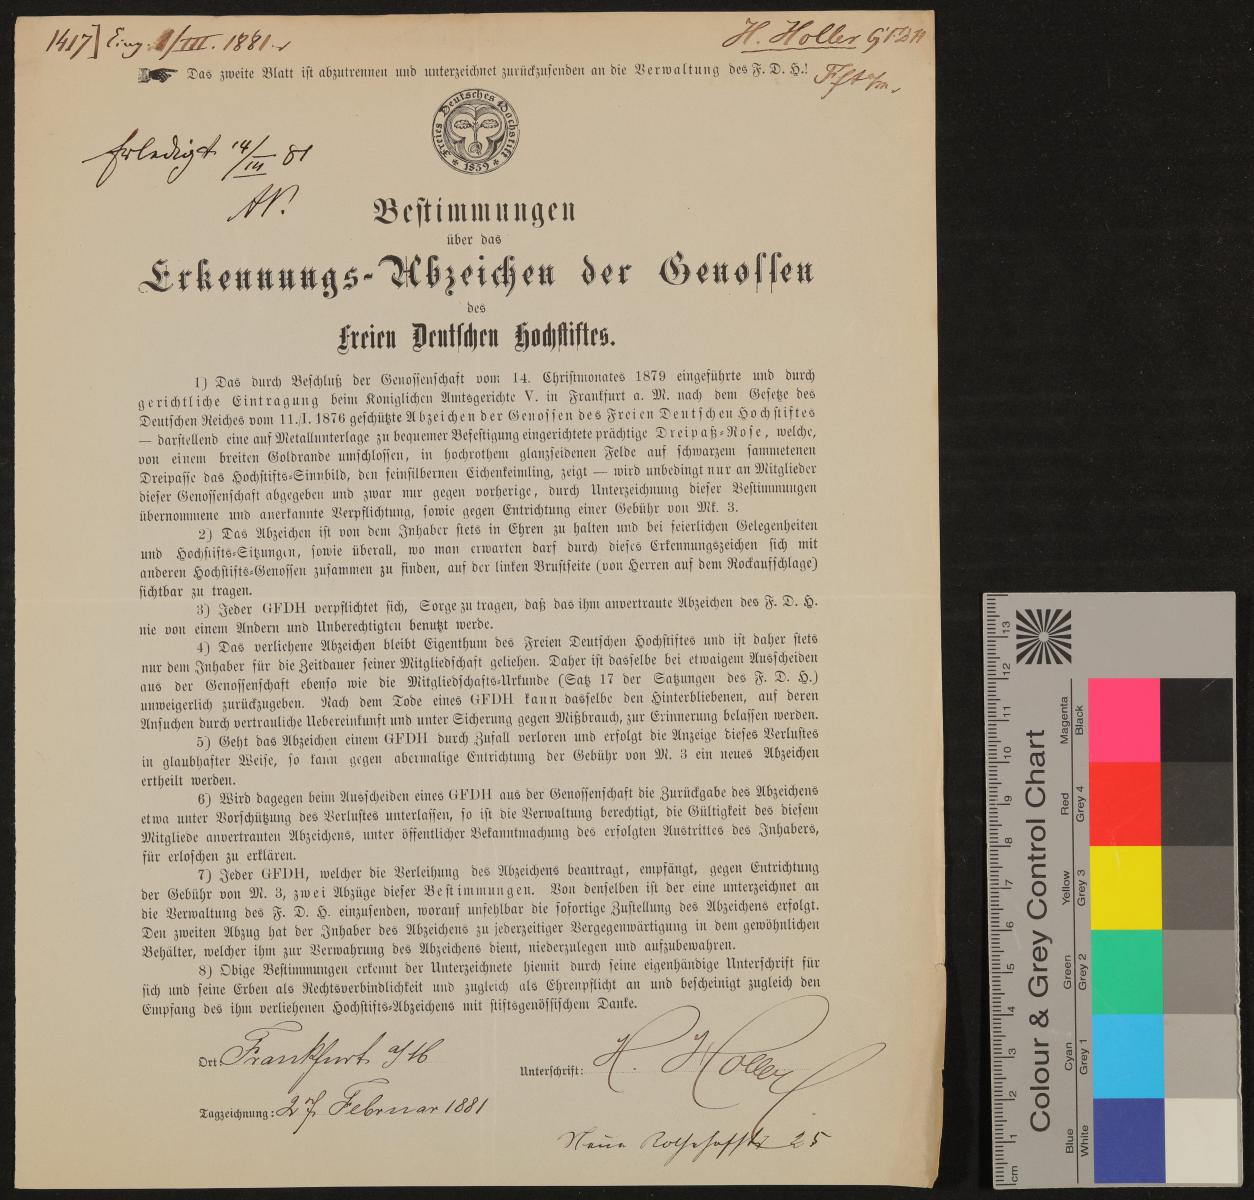 1417] Eing. 1/III. 1881.
H. Holler GFDH
Das zweite Blatt ist abzutrennen und unterzeichnet zurückzusenden an die Verwaltung des F. D. H.!
Ffta/m.
Freies Deutsches Hochstift
* 1859 *
Erledigt 14/III 81
Bestimmungen
über das
Erkennungs-Abzeichen der Genossen
des
Freien Deutschen Hochstiftes.
1) Das durch Beschluß der Genossenschaft vom 14. Christmonates 1879 eingeführte und durch
gerichtliche Eintragung beim Königlichen Amtsgerichte V. in Frankfurt a. M. nach dem Gesetze des
Deutschen Reiches vom 11./I. 1876 geschützte Abzeichen der Genossen des Freien Deutschen Hochstiftes
— darstellend eine auf Metallunterlage zu bequemer Befestigung eingerichtete prächtige Dreipaß-Rose, welche,
von einem breiten Goldrande umschlossen, in hochrothem glanzseidenen Felde auf schwarzem sammetenen
Dreipasse das Hochstifts-Sinnbild, den feinsilbernen Eichenkeimling, zeigt — wird unbedingt nur an Mitglieder
dieser Genossenschaft abgegeben und zwar nur gegen vorherige, durch Unterzeichnung dieser Bestimmungen
übernommene und anerkannte Verpflichtung, sowie gegen Entrichtung einer Gebühr von Mk. 3.
2) Das Abzeichen ist von dem Inhaber stets in Ehren zu halten und bei feierlichen Gelegenheiten
und Hochstifts-Sitzungen, sowie überall, wo man erwarten darf durch dieses Erkennungszeichen sich mit
anderen Hochstifts-Genossen zusammen zu finden, auf der linken Brustseite (von Herren auf dem Rockaufschlage)
sichtbar zu tragen.
3) Jeder GFDH verpflichtet sich, Sorge zu tragen, daß das ihm anvertraute Abzeichen des F. D. H.
nie von einem Andern und Unberechtigten benutzt werde.
4) Das verliehene Abzeichen bleibt Eigenthum des Freien Deutschen Hochstiftes und ist daher stets
nur dem Inhaber für die Zeitdauer seiner Mitgliedschaft geliehen. Daher ist dasselbe bei etwaigem Ausscheiden
aus der Genossenschaft ebenso wie die Mitgliedschafts-Urkunde (Satz 17 der Satzungen des F. D. H.)
unweigerlich zurückzugeben. Nach dem Tode eines GFDH kann dasselbe den Hinterbliebenen, auf deren
Ansuchen durch vertrauliche Uebereinkunft und unter Sicherung gegen Mißbrauch, zur Erinnerung belassen werden.
5) Geht das Abzeichen einem GFDH durch Zufall verloren und erfolgt die Anzeige dieses Verlustes
in glaubhafter Weise, so kann gegen abermalige Entrichtung der Gebühr von M. 3 ein neues Abzeichen
ertheilt werden.
6) Wird dagegen beim Ausscheiden eines GFDH aus der Genossenschaft die Zurückgabe des Abzeichens
etwa unter Vorschützung des Verlustes unterlassen, so ist die Verwaltung berechtigt, die Gültigkeit des diesem
Mitgliede anvertrauten Abzeichens, unter öffentlicher Bekanntmachung des erfolgten Austrittes des Inhabers,
für erloschen zu erklären.
7) Jeder GFDH, welcher die Verleihung des Abzeichens beantragt, empfängt, gegen Entrichtung
der Gebühr von M. 3, zwei Abzüge dieser Bestimmungen. Von denselben ist der eine unterzeichnet an
die Verwaltung des F. D. H. einzusenden, worauf unfehlbar die sofortige Zustellung des Abzeichens erfolgt.
Den zweiten Abzug hat der Inhaber des Abzeichens zu jederzeitiger Vergegenwärtigung in dem gewöhnlichen
Behälter, welcher ihm zur Verwahrung des Abzeichens dient, niederzulegen und aufzubewahren.
8) Obige Bestimmungen erkennt der Unterzeichnete hiemit durch seine eigenhändige Unterschrift für
sich und seine Erben als Rechtsverbindlichkeit und zugleich als Ehrenpflicht an und bescheinigt zugleich den
Empfang des ihm verliehenen Hochstifts-Abzeichens mit stiftsgenössischem Danke.
Ort: Frankfurt a/M
Unterschrift: H. Holler
Tagzeichnung: 27 Februar 1881
Neue Rothehofstr 25
Colour & Grey Control Chart
Blue Cyan Green Yellow Red Magenta
White Grey 1 Grey 2 Grey 3 Grey 4 Black
cm 1 2 3 4 5 6 7 8 9 10 11 12 13